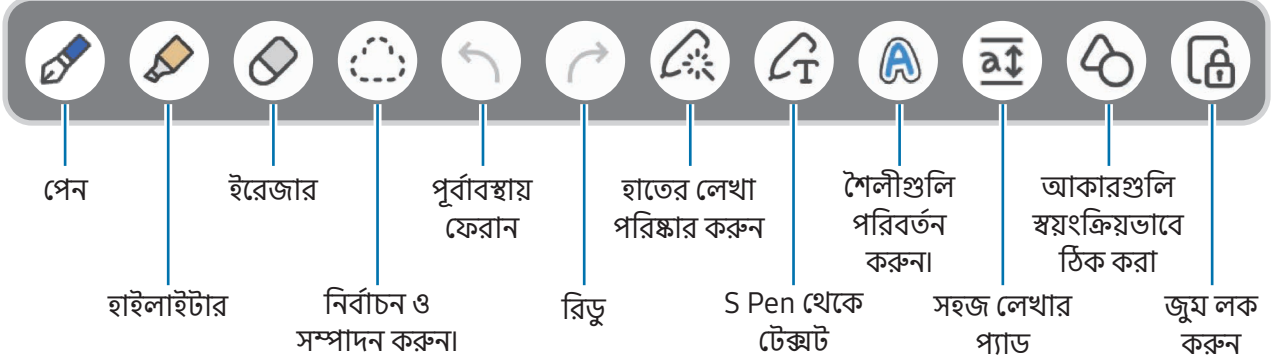 পেন
ইরেজার
পূর্বাবস্থায়
ফেরান
হাতের লেখা
পরিষ্কার করুন
শৈলীগুলি
পরিবর্তন
করুন।
আকারগুলি
স্বয়ংক্রিয়ভাবে
ঠিক করা
হাইলাইটার
নির্বাচন ও
সম্পাদন করুন।
রিডু
S Pen থেকে
টেক্সট
সহজ লেখার
প্যাড
জুম লক
করুন